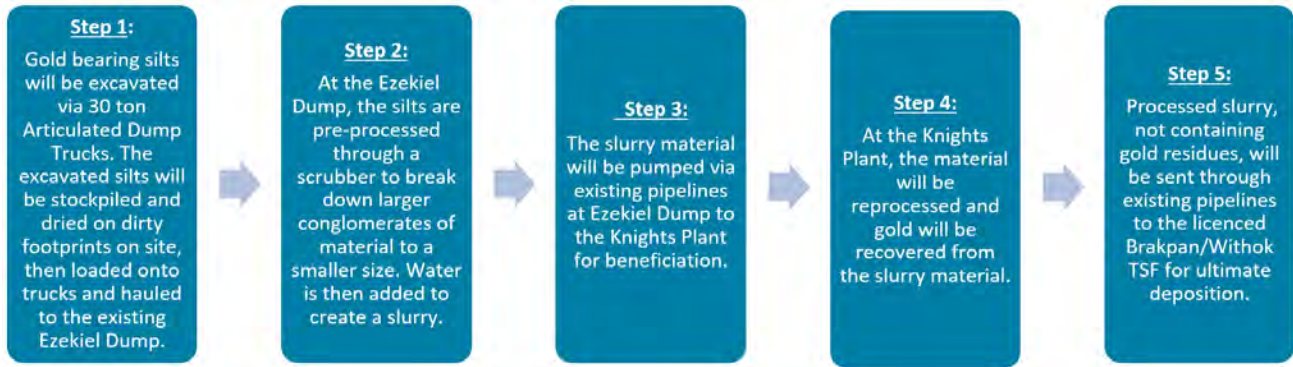 Step 1:
Gold bearing silts
will be excavated
via 30 ton
Articulated Dump
Trucks. The
excavated silts will
be stockpiled and
dried on dirty
footprints on site,
then loaded onto
trucks and hauled
to the existing
Ezekiel Dump.
Step 2:
At the Ezekiel
Dump, the silts are
pre-processed
through a
scrubber to break
down larger
conglomerates of
material to a
smaller size. Water
is then added to
create a slurry.
Step 3:
The slurry material
will be pumped via
existing pipelines
at Ezekiel Dump to
the Knights Plant
for beneficiation.
Step 4:
At the Knights
Plant, the material
will be
reprocessed and
gold will be
recovered from
the slurry material.
Step 5:
Processed slurry,
not containing
gold residues, will
be sent through
existing pipelines
to the licenced
Brakpan/Withok
TSF for ultimate
deposition.